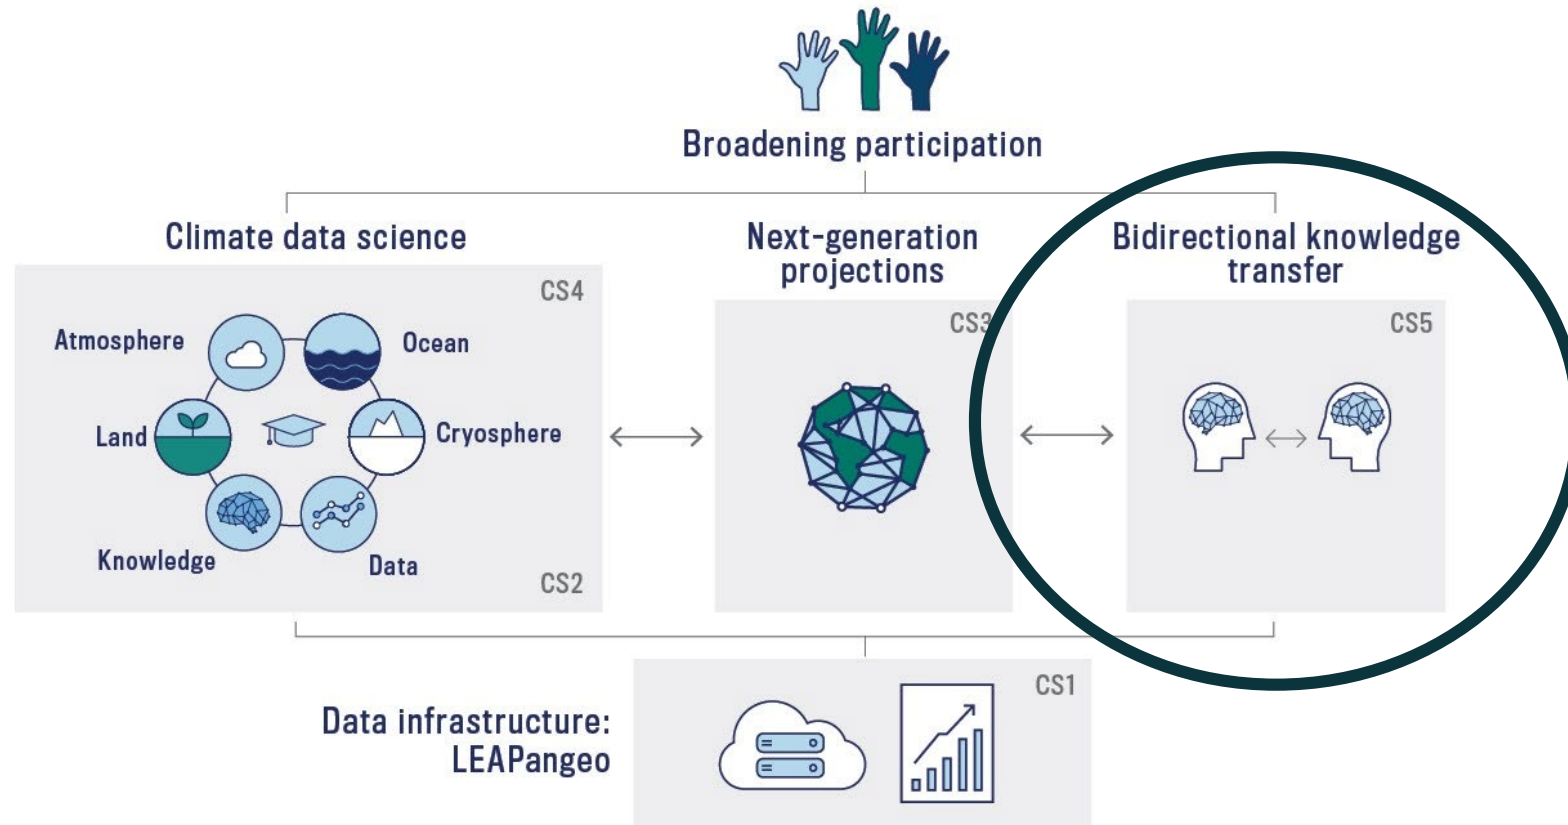 Broadening participation
Climate data science
Next-generation
projections
Bidirectional knowledge
transfer
CS4
CS3
CS5
Atmosphere
Ocean
Land
Cryosphere
Knowledge
Data
CS2
Data infrastructure:
LEAPangeo
CS1